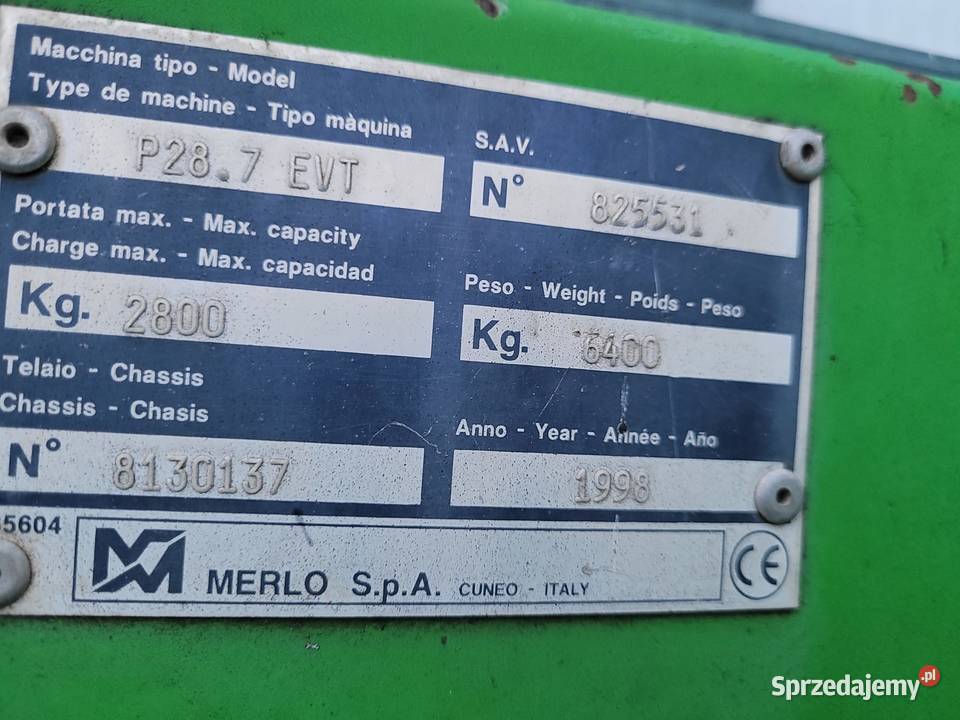 Macchina tipo - Model
Type de machine - Tipo màquina
P28.7 EVT
S.A.V.
N° 825531
Portata max. - Max. capacity
Charge max. - Max. capacidad
Kg. 2800
Peso - Weight - Poids - Peso
Kg. 6400
Telaio - Chassis
Chassis - Chasis
N° 8130137
Anno - Year - Année - Año
1998
5604
MERLO S.p.A. CUNEO - ITALY
CE
Sprzedajemy.pl